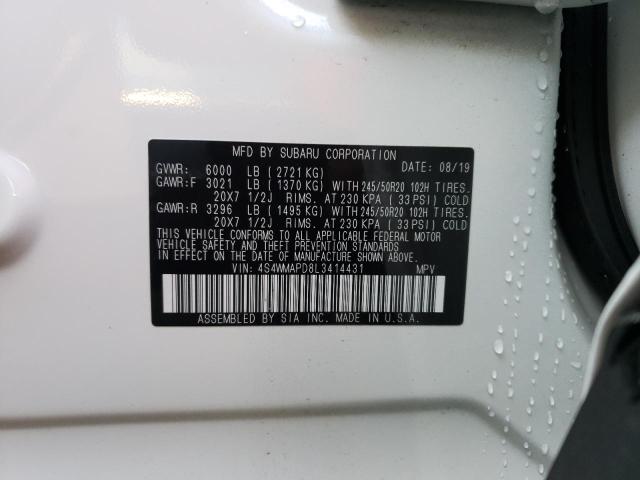 MFD BY SUBARU CORPORATION
GVWR: 6000 LB ( 2721 KG) DATE: 08/19
GAWR:F 3021 LB ( 1370 KG) WITH 245/50R20 102H TIRES.
20X7 1/2J RIMS. AT 230 KPA ( 33 PSI) COLD
GAWR:R 3296 LB ( 1495 KG) WITH 245/50R20 102H TIRES.
20X7 1/2J RIMS. AT 230 KPA ( 33 PSI) COLD
THIS VEHICLE CONFORMS TO ALL APPLICABLE FEDERAL MOTOR
VEHICLE SAFETY AND THEFT PREVENTION STANDARDS
IN EFFECT ON THE DATE OF MANUFACTURE SHOWN ABOVE.
VIN: 4S4WMAPD8L3414431 MPV
ASSEMBLED BY SIA INC. MADE IN U.S.A.